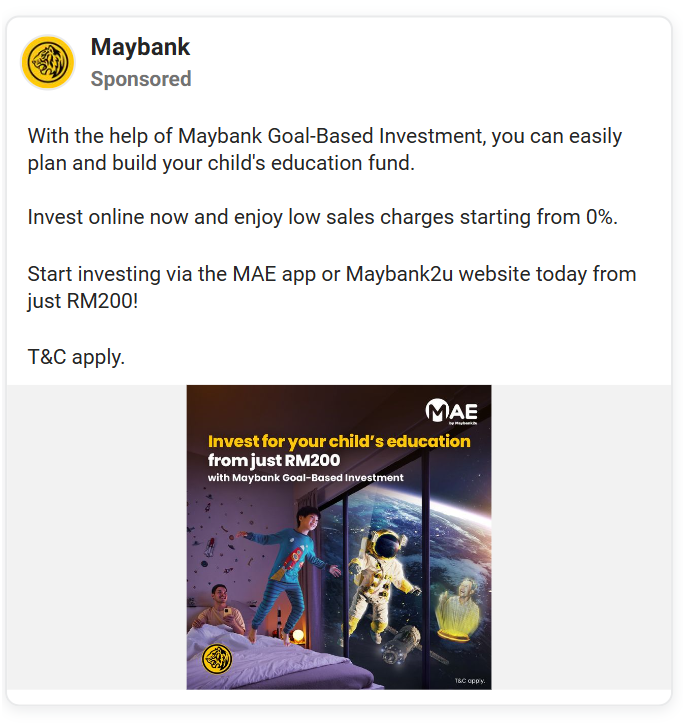 Maybank
Sponsored
With the help of Maybank Goal-Based Investment, you can easily
plan and build your child's education fund.
Invest online now and enjoy low sales charges starting from 0%.
Start investing via the MAE app or Maybank2u website today from
just RM200!
T&C apply.
MAE
by Maybank2u
Invest for your child's education
from just RM200
with Maybank Goal-Based Investment
T&C apply.